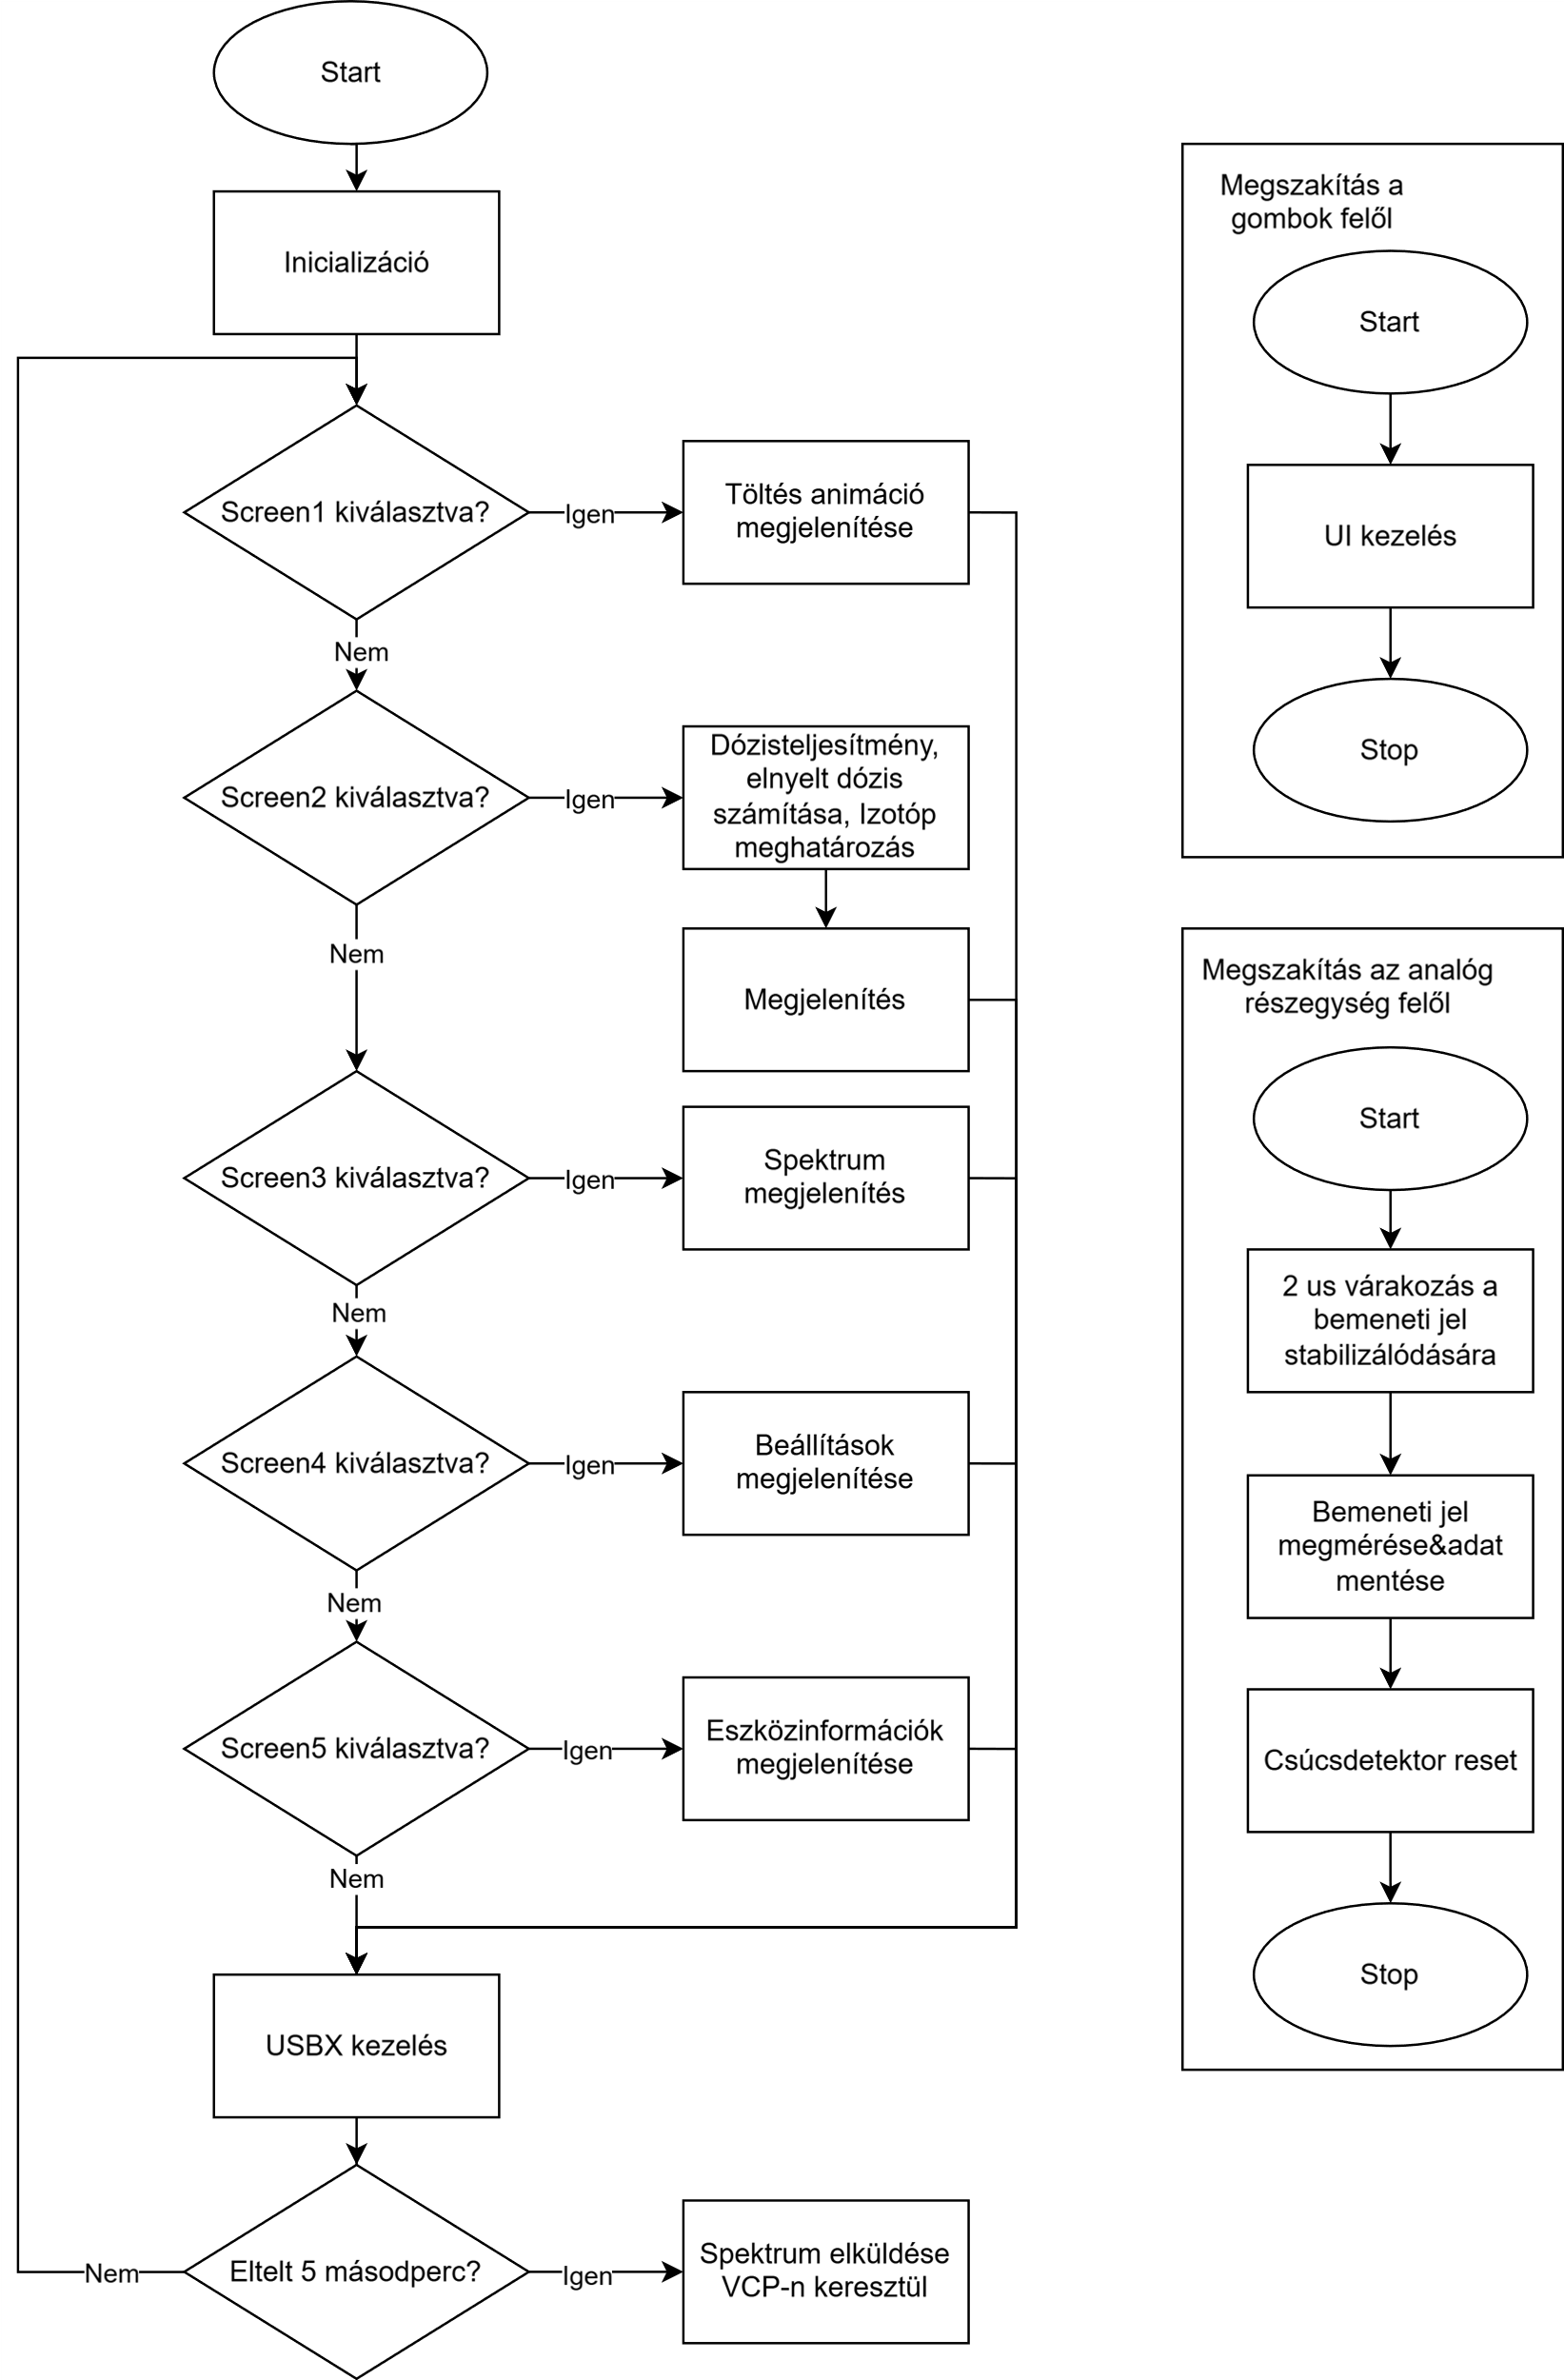 Start
Inicializáció
Screen1 kiválasztva?
Igen
Töltés animáció
megjelenítése
Nem
Screen2 kiválasztva?
Igen
Dózisteljesítmény,
elnyelt dózis
számítása, Izotóp
meghatározás
Nem
Megjelenítés
Screen3 kiválasztva?
Igen
Spektrum
megjelenítés
Nem
Screen4 kiválasztva?
Igen
Beállítások
megjelenítése
Nem
Screen5 kiválasztva?
Igen
Eszközinformációk
megjelenítése
Nem
USBX kezelés
Eltelt 5 másodperc?
Nem
Igen
Spektrum elküldése
VCP-n keresztül
Megszakítás a
gombok felől
Start
UI kezelés
Stop
Megszakítás az analóg
részegység felől
Start
2 us várakozás a
bemeneti jel
stabilizálódására
Bemeneti jel
megmérése&adat
mentése
Csúcsdetektor reset
Stop